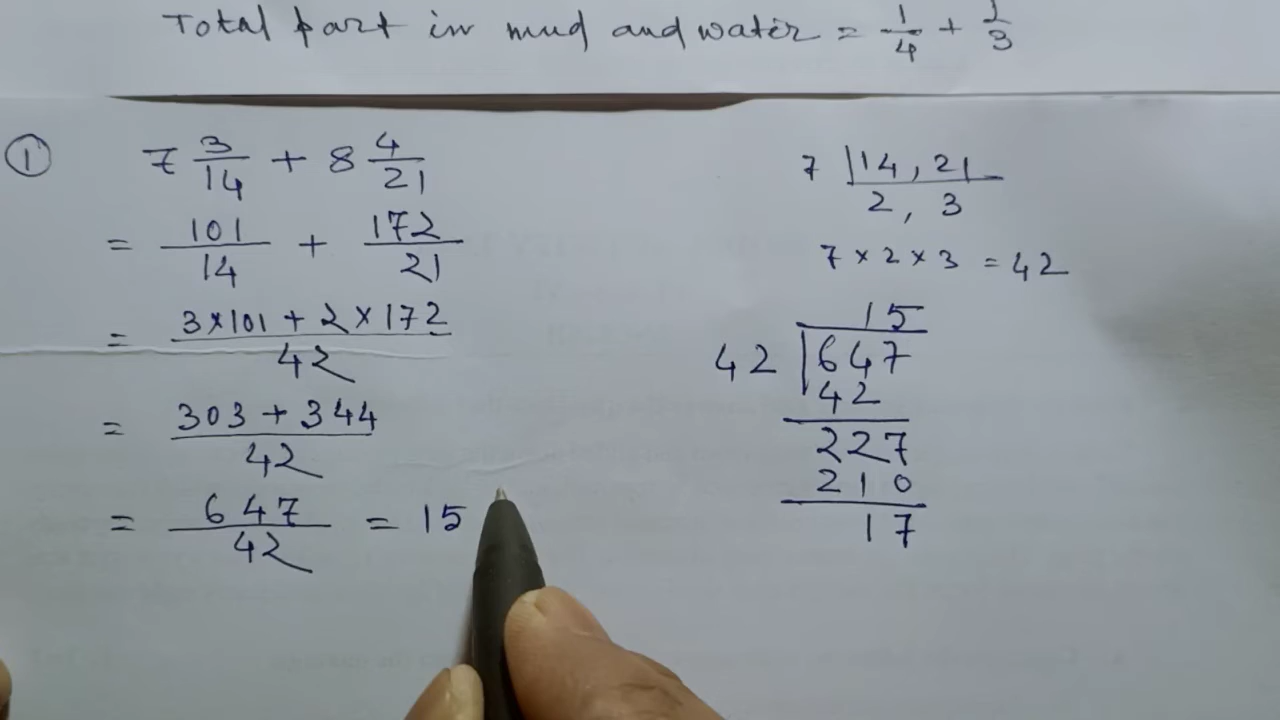 Total part in mud and water = 1/4 + 2/3
① 7 3/14 + 8 4/21
= 101/14 + 172/21
= 3×101 + 2×172 / 42
= 303 + 344 / 42
= 647/42 = 15
7 | 14, 21
2, 3
7 × 2 × 3 = 42
15
42 | 647
42
227
210
17